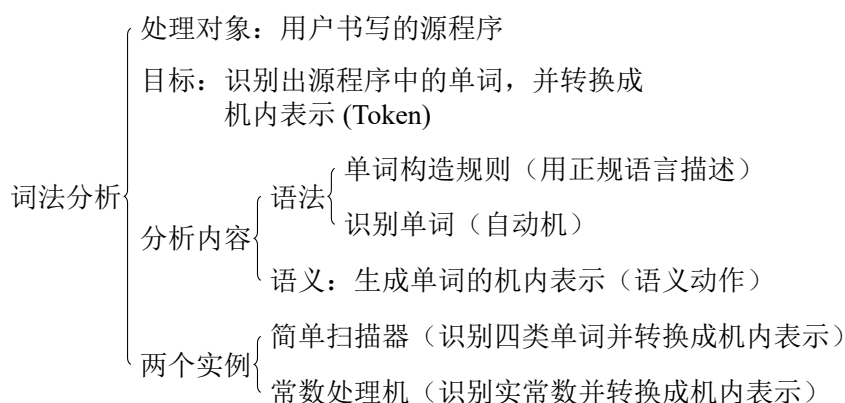 处理对象：用户书写的源程序
目标：识别出源程序中的单词，并转换成
机内表示 (Token)
词法分析
分析内容
语法
单词构造规则（用正规语言描述）
识别单词（自动机）
语义：生成单词的机内表示（语义动作）
两个实例
简单扫描器（识别四类单词并转换成机内表示）
常数处理机（识别实常数并转换成机内表示）